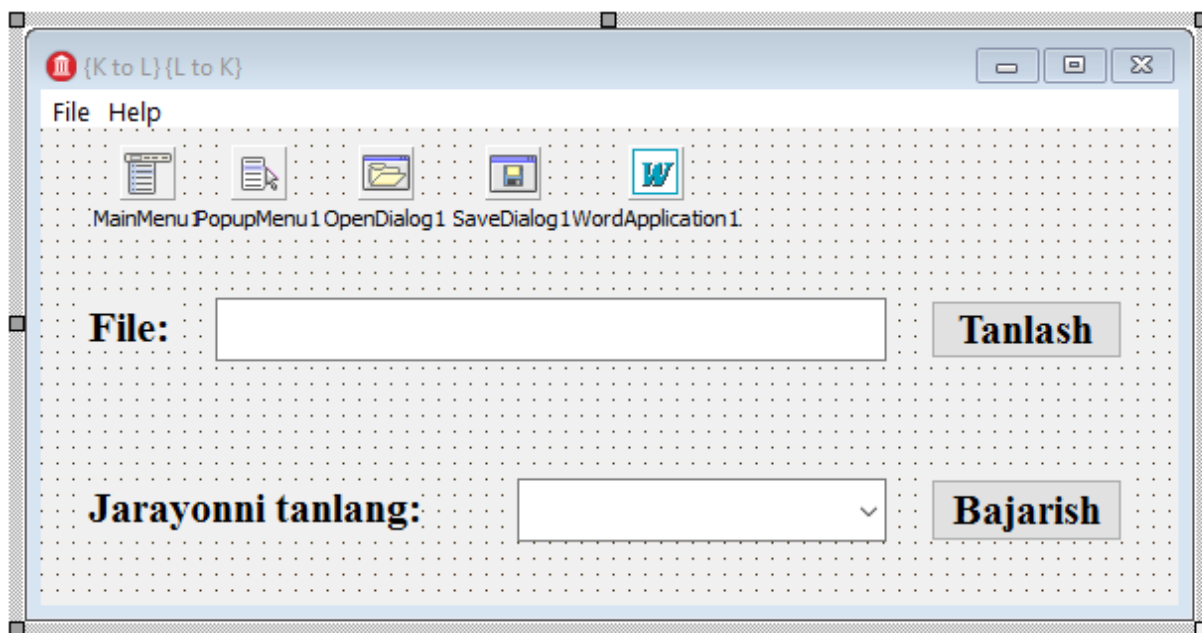 {K to L}{L to K}
File Help
MainMenu1 PopupMenu1 OpenDialog1 SaveDialog1 WordApplication1
File: Tanlash
Jarayonni tanlang: Bajarish